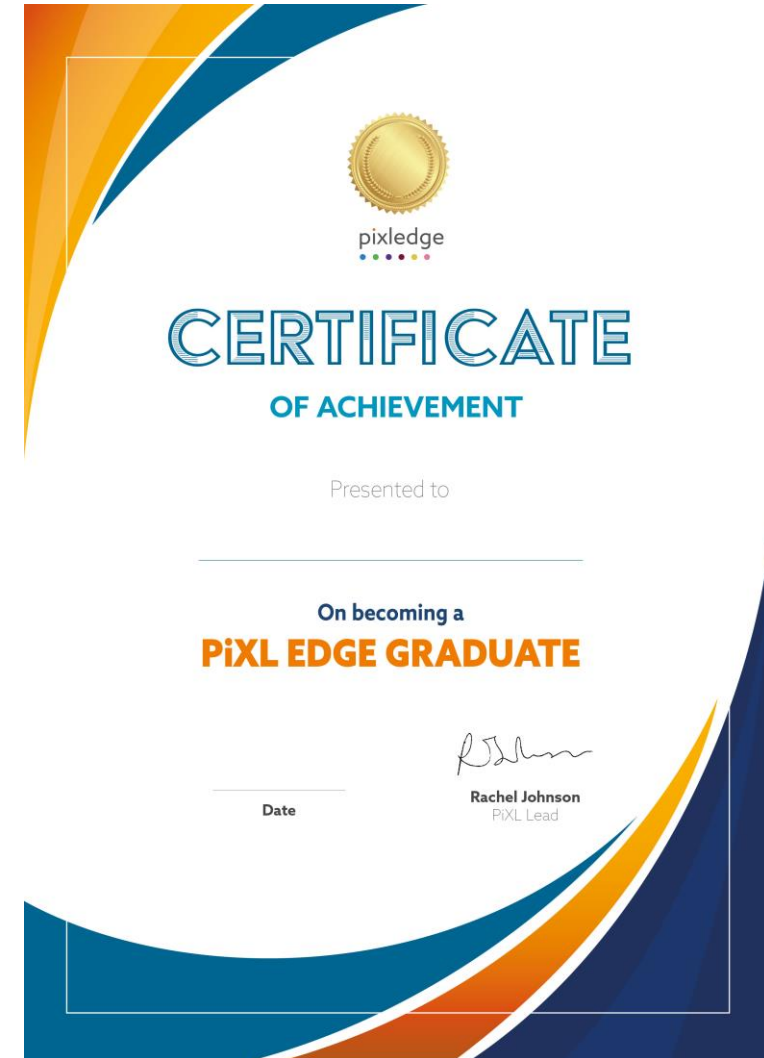 pixledge
CERTIFICATE
OF ACHIEVEMENT
Presented to
On becoming a
PiXL EDGE GRADUATE
Date
Rachel Johnson
PiXL Lead